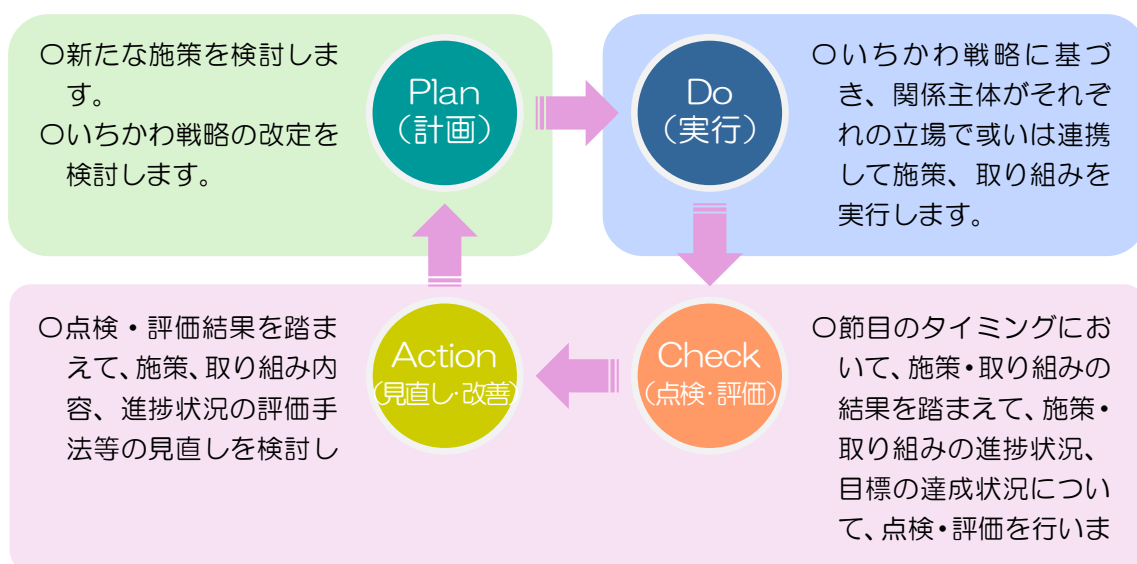 〇新たな施策を検討しま
す。
〇いちかわ戦略の改定を
検討します。
Plan
(計画)
Do
(実行)
〇いちかわ戦略に基づ
き、関係主体がそれぞ
れの立場で或いは連携
して施策、取り組みを
実行します。
〇点検・評価結果を踏ま
えて、施策、取り組み内
容、進捗状況の評価手
法等の見直しを検討し
Action
(見直し・改善)
Check
(点検・評価)
〇節目のタイミングにお
いて、施策・取り組みの
結果を踏まえて、施策・
取り組みの進捗状況、
目標の達成状況につい
て、点検・評価を行いま